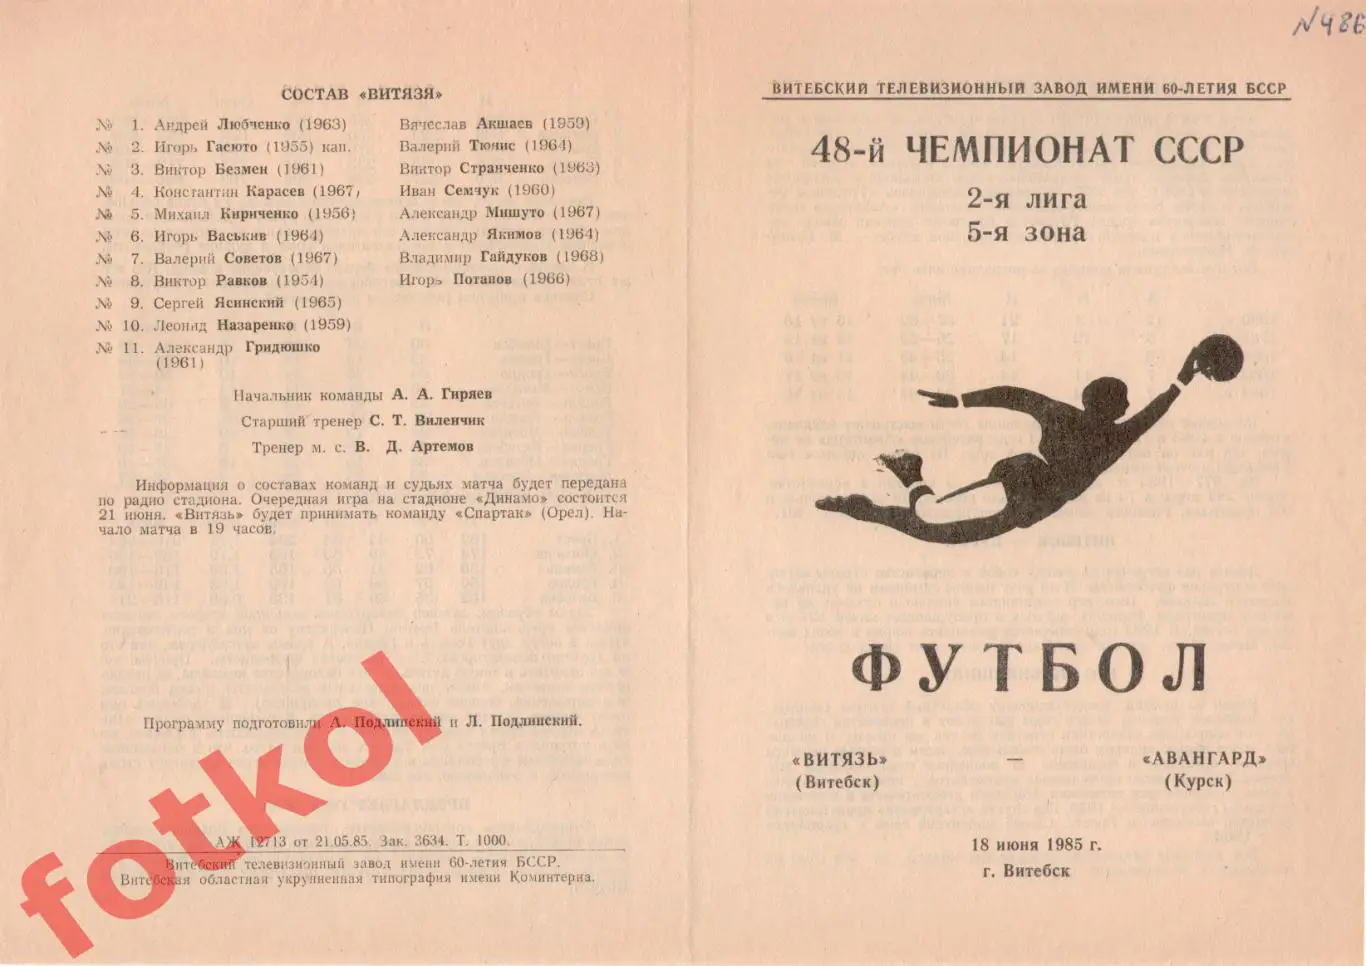 СОСТАВ «ВИТЯЗЯ»
№ 1. Андрей Любченко (1963)
№ 2. Игорь Гасюто (1955) кап.
№ 3. Виктор Безмен (1961)
№ 4. Константин Карасев (1967)
№ 5. Михаил Кириченко (1956)
№ 6. Игорь Васькив (1964)
№ 7. Валерий Советов (1967)
№ 8. Виктор Равков (1954)
№ 9. Сергей Ясинский (1965)
№ 10. Леонид Назаренко (1959)
№ 11. Александр Гридюшко
(1961)
Вячеслав Акшаев (1959)
Валерий Тюнис (1964)
Виктор Странченко (1963)
Иван Семчук (1960)
Александр Мишуто (1967)
Александр Якимов (1964)
Владимир Гайдуков (1968)
Игорь Потапов (1966)
Начальник команды А. А. Гиряев
Старший тренер С. Т. Виленчик
Тренер м. с. В. Д. Артемов
Информация о составах команд и судьях матча будет передана
по радио стадиона. Очередная игра на стадионе «Динамо» состоится
21 июня. «Витязь» будет принимать команду «Спартак» (Орел). На-
чало матча в 19 часов.
Программу подготовили А. Подлипский и Л. Подлипский.
АЖ 12713 от 21.05.85. Зак. 3634. Т. 1000.
Витебский телевизионный завод имени 60-летия БССР.
Витебская областная укрупненная типография имени Коминтерна.
fotkol
№486
ВИТЕБСКИЙ ТЕЛЕВИЗИОННЫЙ ЗАВОД ИМЕНИ 60-ЛЕТИЯ БССР
48-й ЧЕМПИОНАТ СССР
2-я лига
5-я зона
ФУТБОЛ
«ВИТЯЗЬ» — «АВАНГАРД»
(Витебск) (Курск)
18 июня 1985 г.
г. Витебск